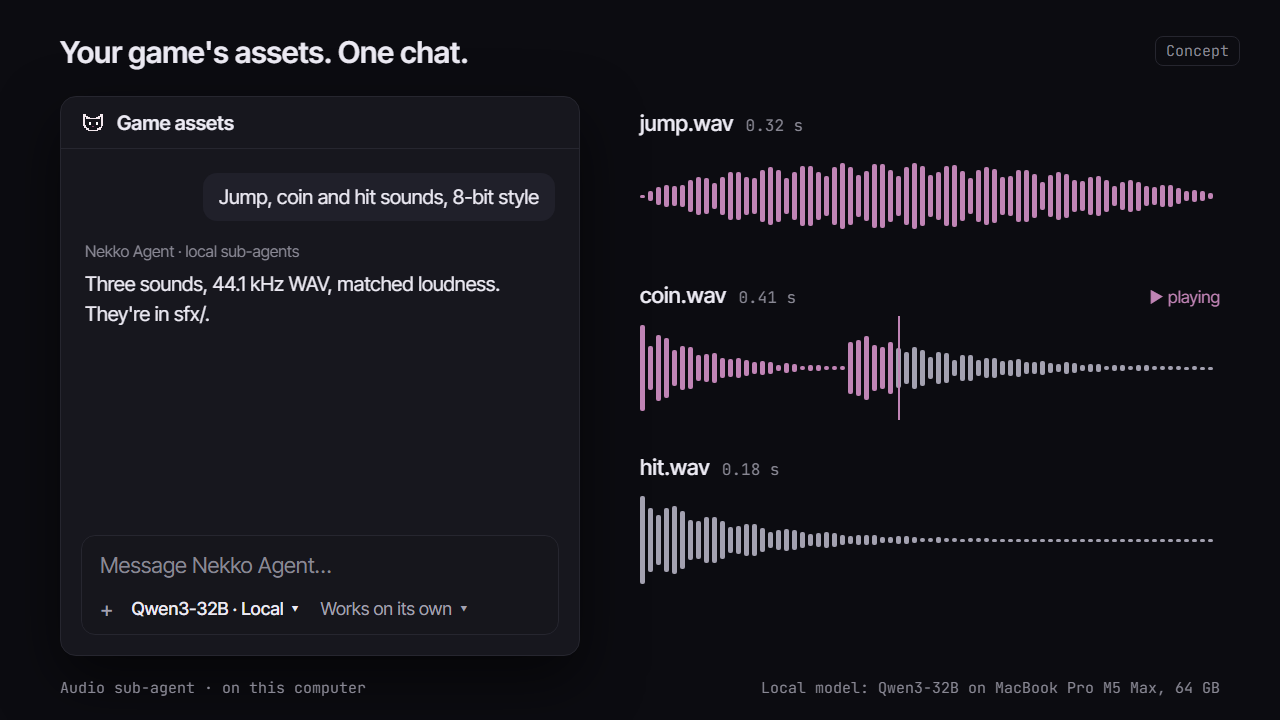 Your game's assets. One chat.
Concept
Game assets
Jump, coin and hit sounds, 8-bit style
Nekko Agent · local sub-agents
Three sounds, 44.1 kHz WAV, matched loudness.
They're in sfx/.
Message Nekko Agent...
+ Qwen3-32B · Local ▾ Works on its own ▾
jump.wav 0.32 s
coin.wav 0.41 s
▶ playing
hit.wav 0.18 s
Audio sub-agent · on this computer
Local model: Qwen3-32B on MacBook Pro M5 Max, 64 GB